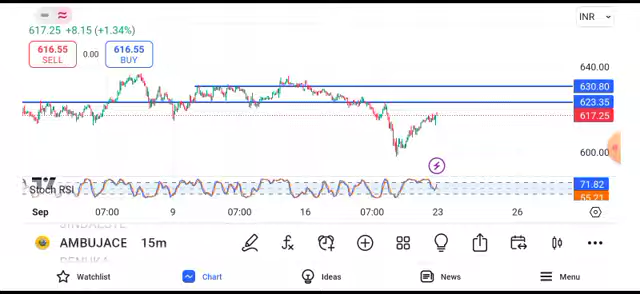 INR
617.25 +8.15 (+1.34%)
616.55 SELL 0.00 616.55 BUY
640.00
630.80
623.35
617.25
600.00
Stoch RSI
71.82
55.21
Sep 07:00 9 07:00 16 07:00 23 26
AMBUJACE 15m
Watchlist Chart Ideas News Menu